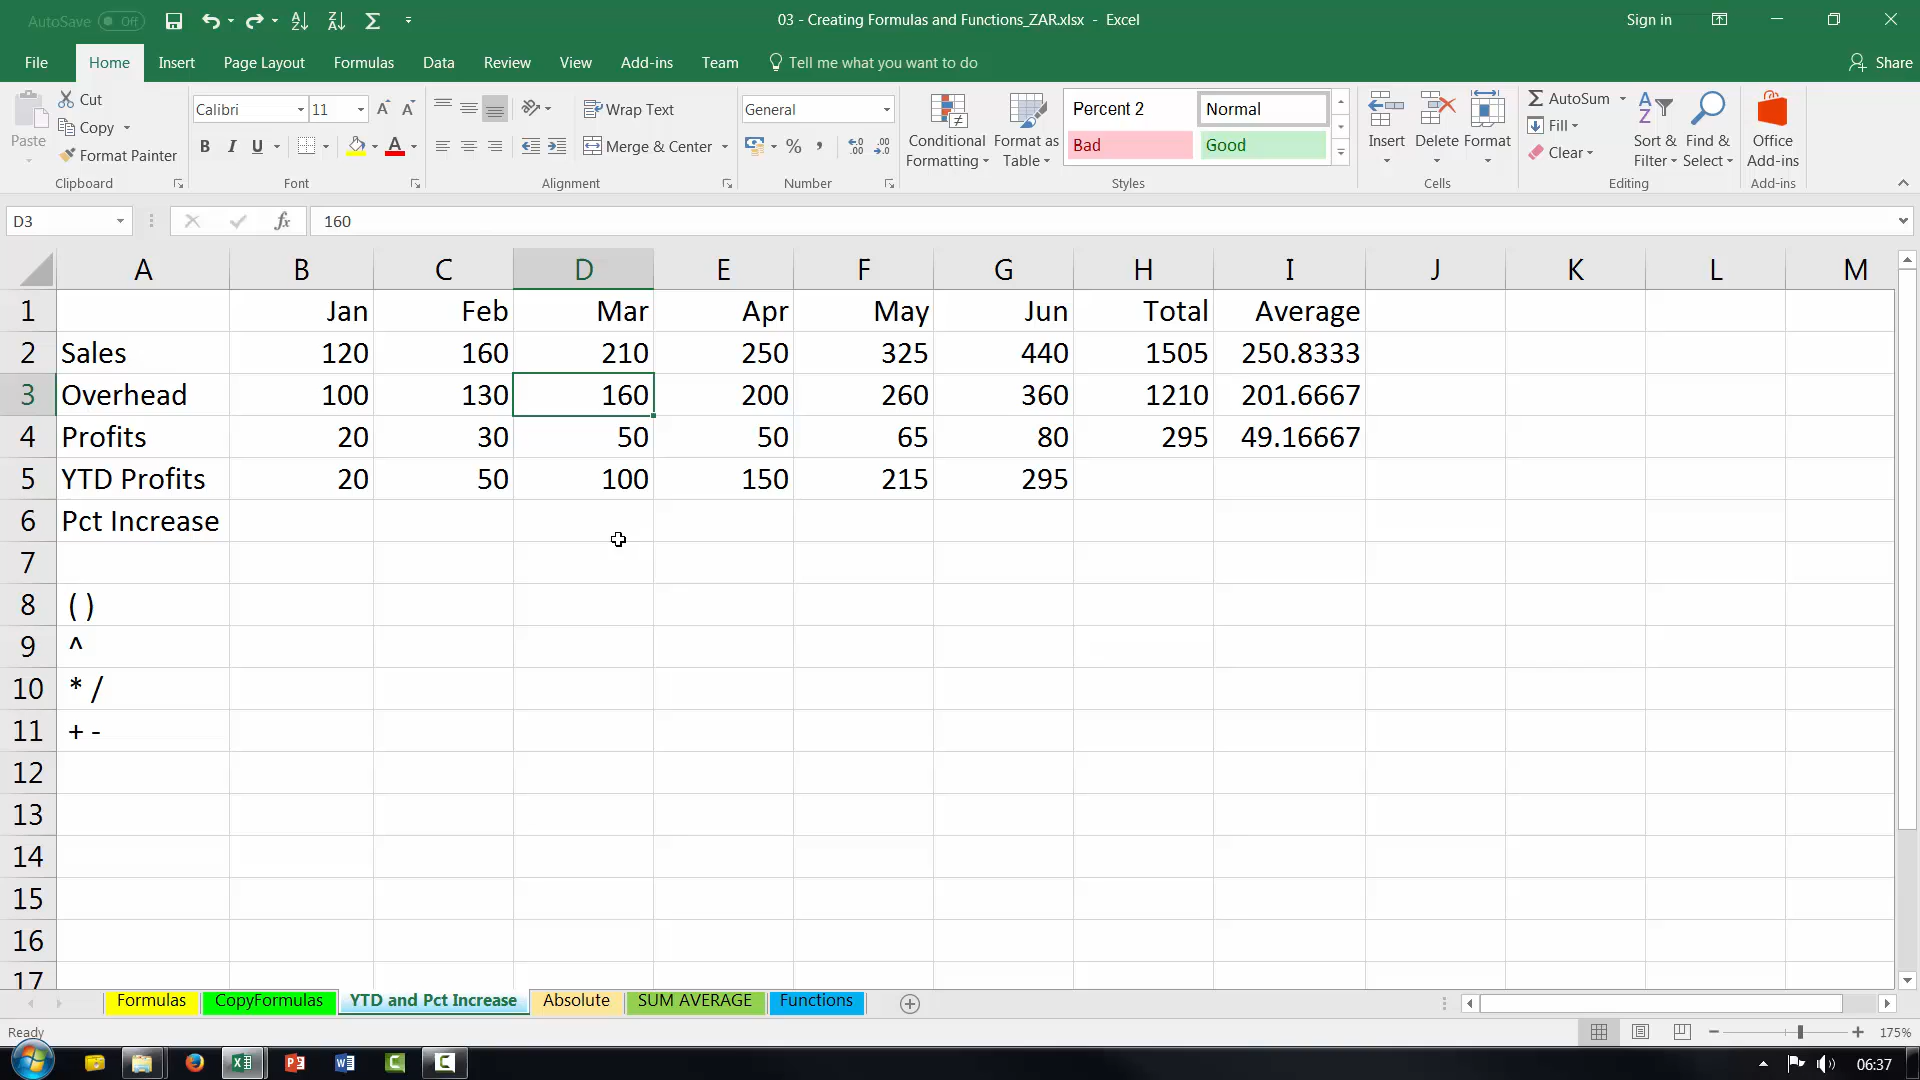 AutoSave Off
03 - Creating Formulas and Functions_ZAR.xlsx - Excel
Sign in
File Home Insert Page Layout Formulas Data Review View Add-ins Team Tell me what you want to do Share
Paste
Cut
Copy
Format Painter
Clipboard
Calibri 11
B I U
Font
Wrap Text
Merge & Center
Alignment
General
% ,
Number
Conditional Formatting
Format as Table
Percent 2 Normal
Bad Good
Styles
Insert Delete Format
Cells
AutoSum
Fill
Clear
Sort & Filter
Find & Select
Editing
Office Add-ins
Add-ins
D3 fx 160
A B C D E F G H I J K L M
1 Jan Feb Mar Apr May Jun Total Average
2 Sales 120 160 210 250 325 440 1505 250.8333
3 Overhead 100 130 160 200 260 360 1210 201.6667
4 Profits 20 30 50 50 65 80 295 49.16667
5 YTD Profits 20 50 100 150 215 295
6 Pct Increase
7
8 ( )
9 ^
10 * /
11 + -
12
13
14
15
16
17
Formulas CopyFormulas YTD and Pct Increase Absolute SUM AVERAGE Functions
Ready
175%
06:37